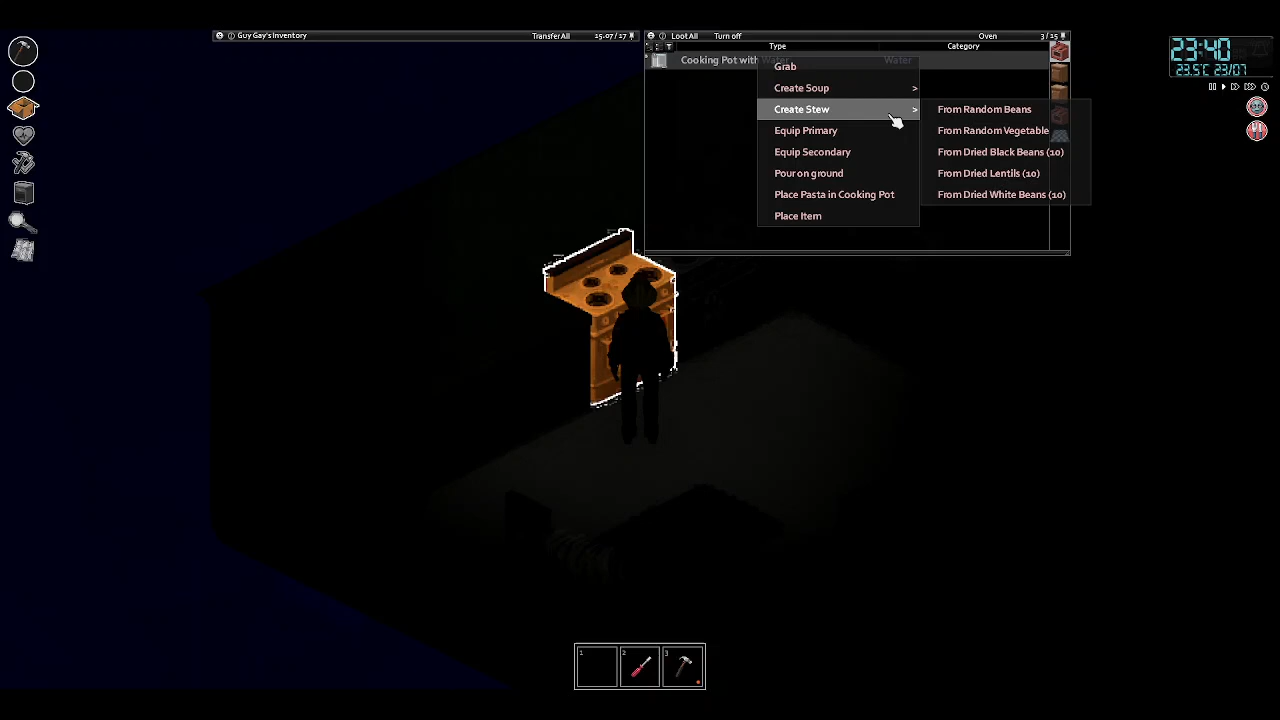 Guy Gay's Inventory
Transfer All
15.07 / 17
Loot All
Turn off
Oven
3 / 15
Type
Category
Cooking Pot with Water
Water
Grab
Create Soup >
Create Stew >
Equip Primary
Equip Secondary
Pour on ground
Place Pasta in Cooking Pot
Place Item
From Random Beans
From Random Vegetable
From Dried Black Beans (10)
From Dried Lentils (10)
From Dried White Beans (10)
23:40
23.5°C 23/07
1
2
3